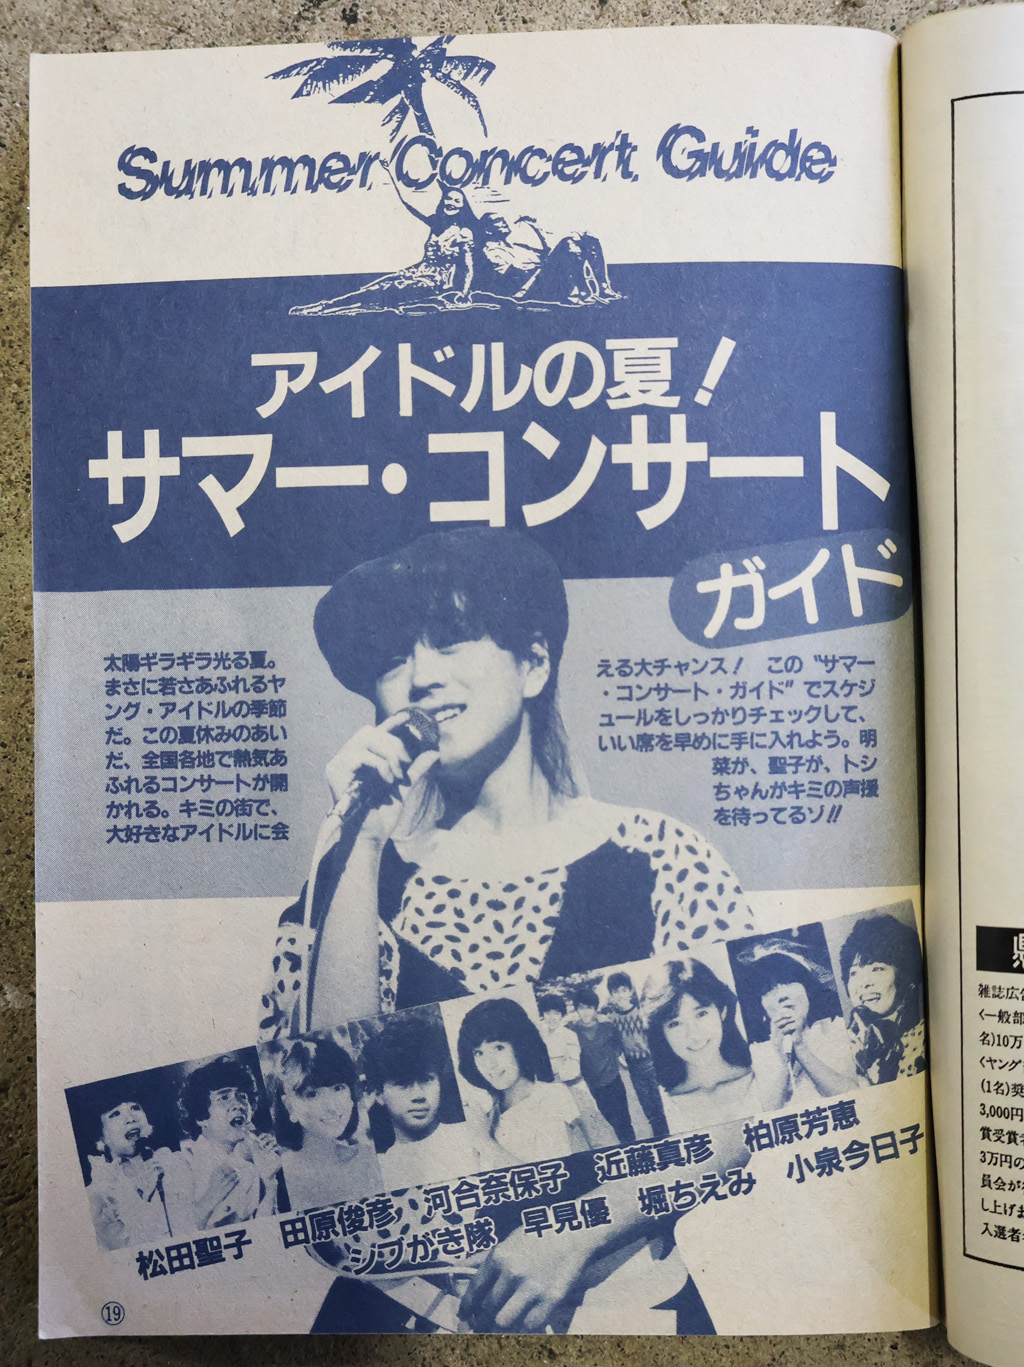 Summer Concert Guide
アイドルの夏！
サマー・コンサート
ガイド
太陽ギラギラ光る夏。
まさに若さあふれるヤ
ング・アイドルの季節
だ。この夏休みのあい
だ、全国各地で熱気あ
ふれるコンサートが開
かれる。キミの街で、
大好きなアイドルに会
える大チャンス！ この〝サマー
・コンサート・ガイド〟でスケジ
ュールをしっかりチェックして、
いい席を早めに手に入れよう。明
菜が、聖子が、トシ
ちゃんがキミの声援
を待ってるゾ!!
松田聖子 田原俊彦 河合奈保子 近藤真彦 柏原芳恵
シブがき隊 早見優 堀ちえみ 小泉今日子
⑲
雑誌広
〈一般部
名)10万
〈ヤング
(1名)奨
3,000円
賞受賞
3万円の
員会が
し上げま
入選者